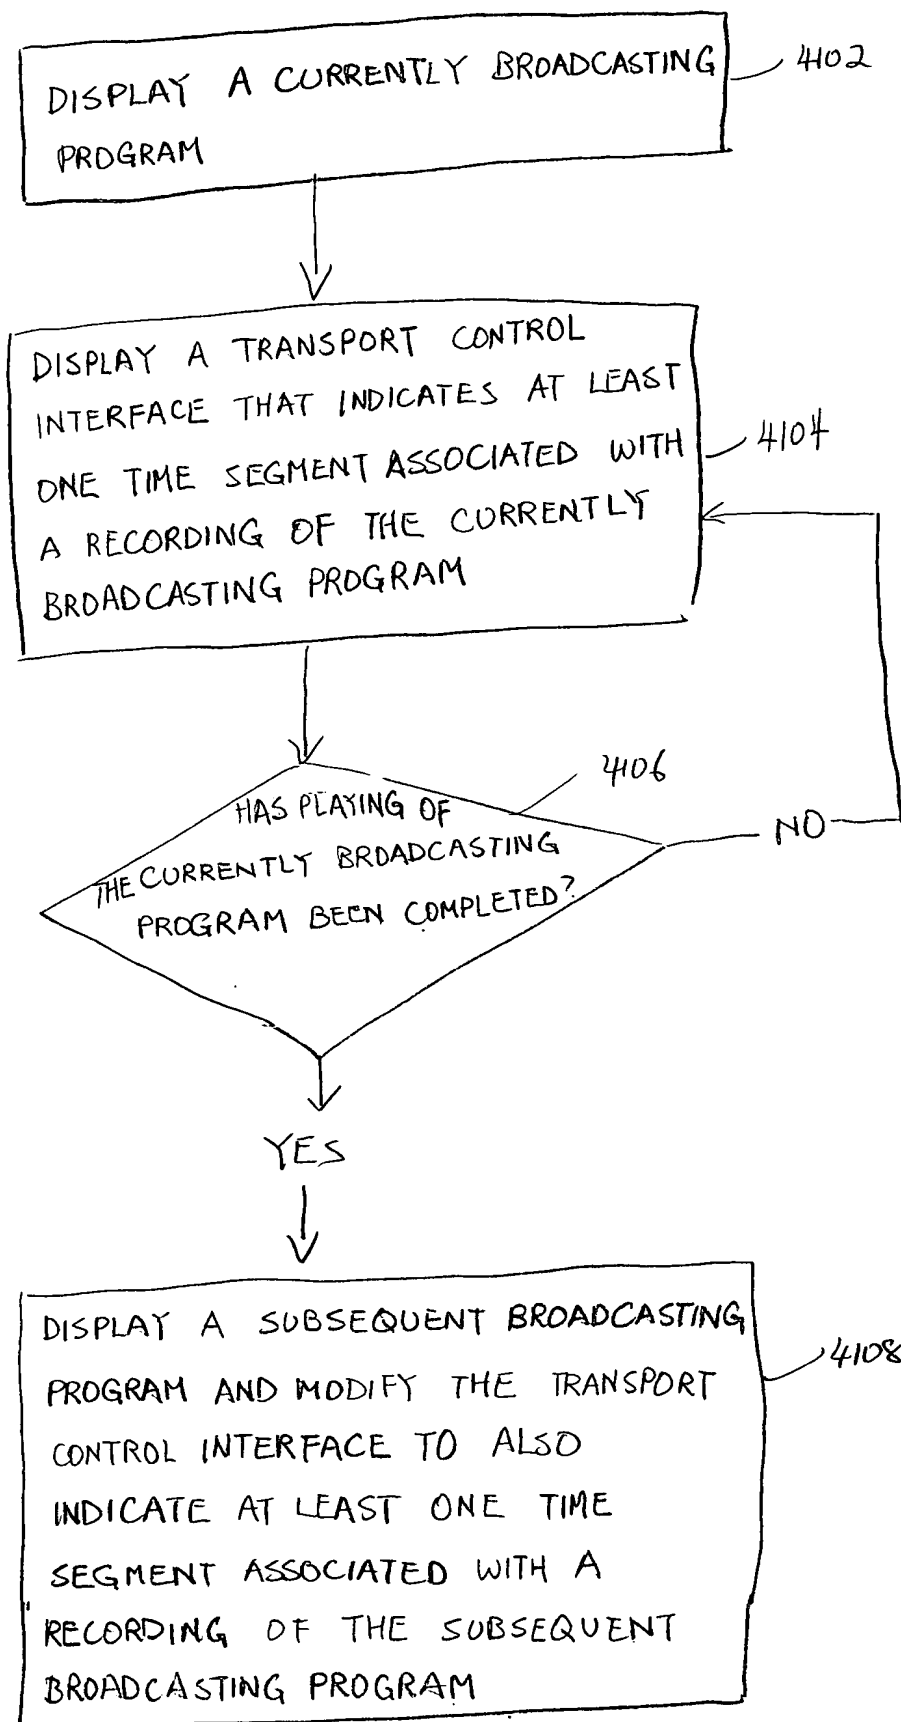 DISPLAY A CURRENTLY BROADCASTING
PROGRAM
4102
DISPLAY A TRANSPORT CONTROL
INTERFACE THAT INDICATES AT LEAST
ONE TIME SEGMENT ASSOCIATED WITH
A RECORDING OF THE CURRENTLY
BROADCASTING PROGRAM
4104
4106
HAS PLAYING OF
THE CURRENTLY BROADCASTING
PROGRAM BEEN COMPLETED?
NO
YES
DISPLAY A SUBSEQUENT BROADCASTING
PROGRAM AND MODIFY THE TRANSPORT
CONTROL INTERFACE TO ALSO
INDICATE AT LEAST ONE TIME
SEGMENT ASSOCIATED WITH A
RECORDING OF THE SUBSEQUENT
BROADCASTING PROGRAM
4108